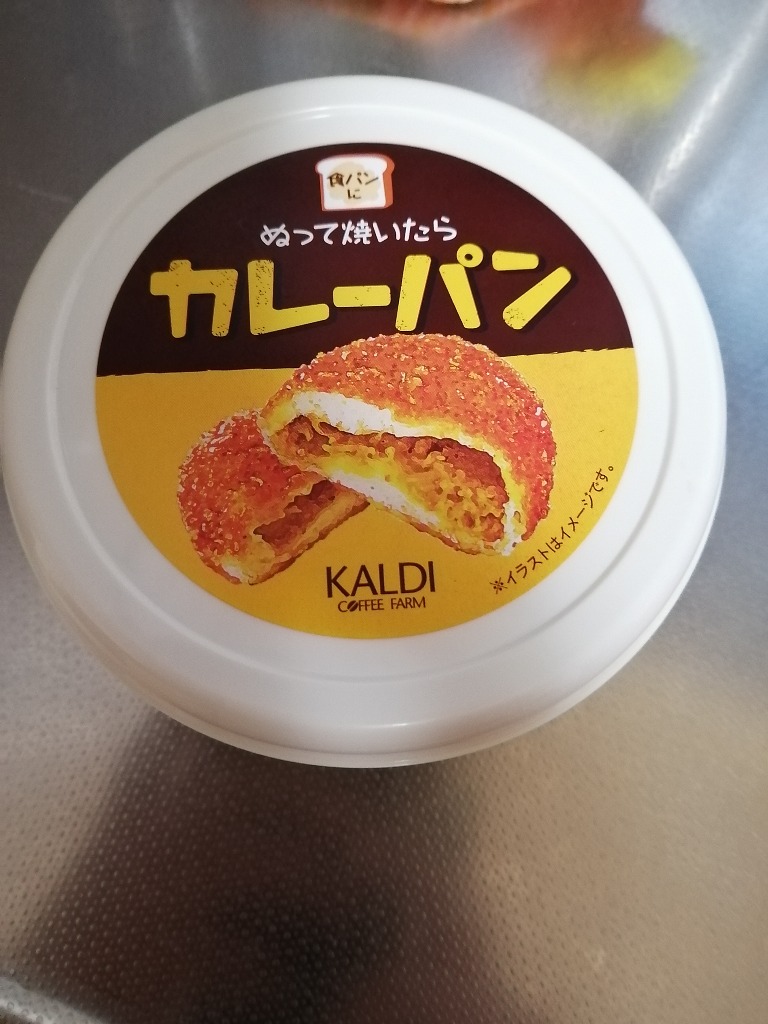 食パン
に
ぬって焼いたら
カレーパン
KALDI
COFFEE FARM
※イラストはイメージです。